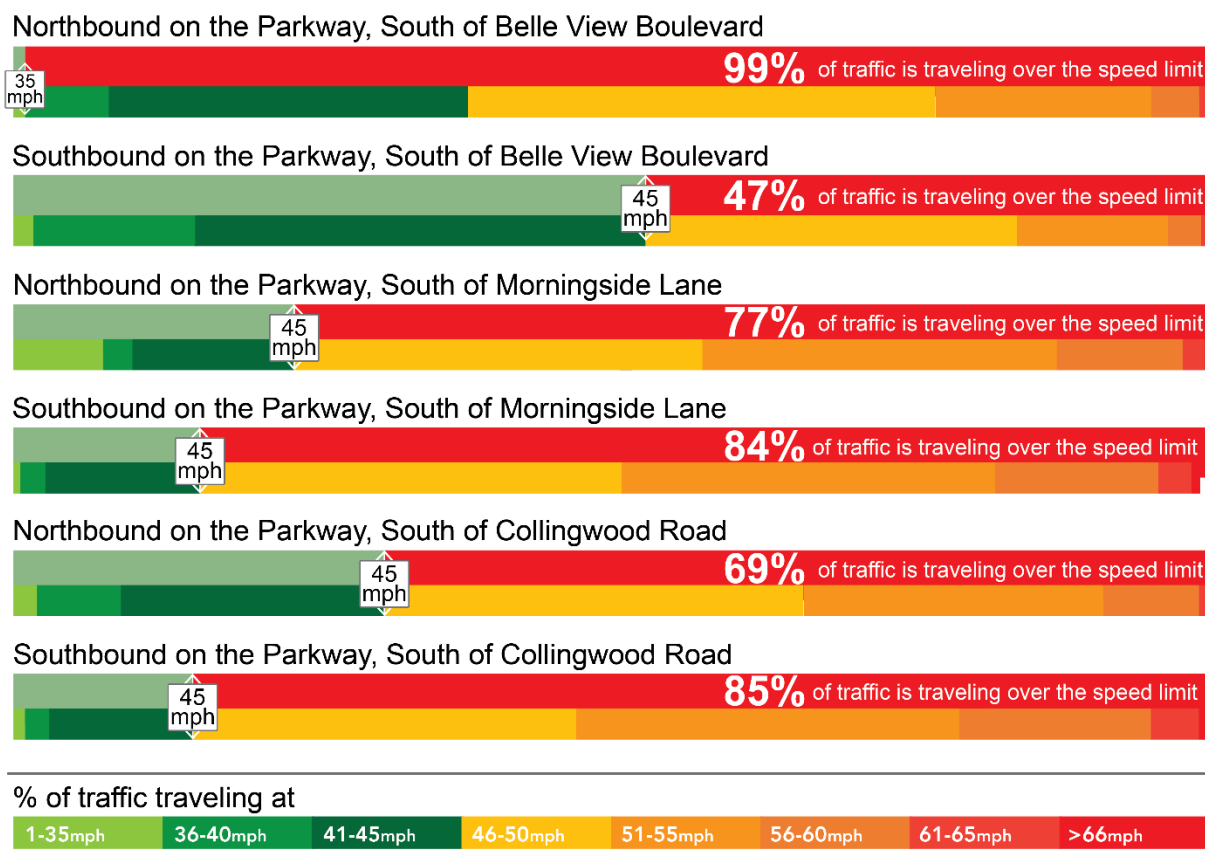 Northbound on the Parkway, South of Belle View Boulevard
35
mph
99% of traffic is traveling over the speed limit
Southbound on the Parkway, South of Belle View Boulevard
45
mph
47% of traffic is traveling over the speed limit
Northbound on the Parkway, South of Morningside Lane
45
mph
77% of traffic is traveling over the speed limit
Southbound on the Parkway, South of Morningside Lane
45
mph
84% of traffic is traveling over the speed limit
Northbound on the Parkway, South of Collingwood Road
45
mph
69% of traffic is traveling over the speed limit
Southbound on the Parkway, South of Collingwood Road
45
mph
85% of traffic is traveling over the speed limit
% of traffic traveling at
1-35mph 36-40mph 41-45mph 46-50mph 51-55mph 56-60mph 61-65mph >66mph